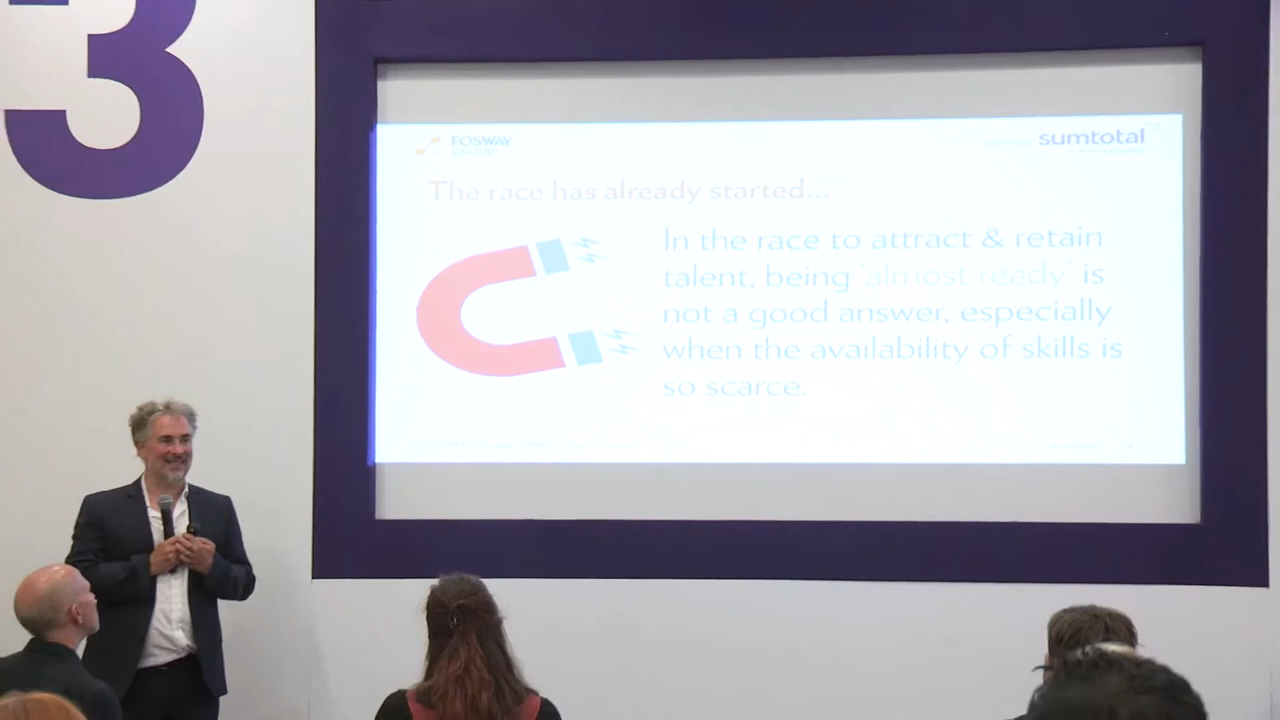 3
FOSWAY
GROUP
sumtotal
The race has already started...
In the race to attract & retain
talent, being 'almost ready' is
not a good answer, especially
when the availability of skills is
so scarce.